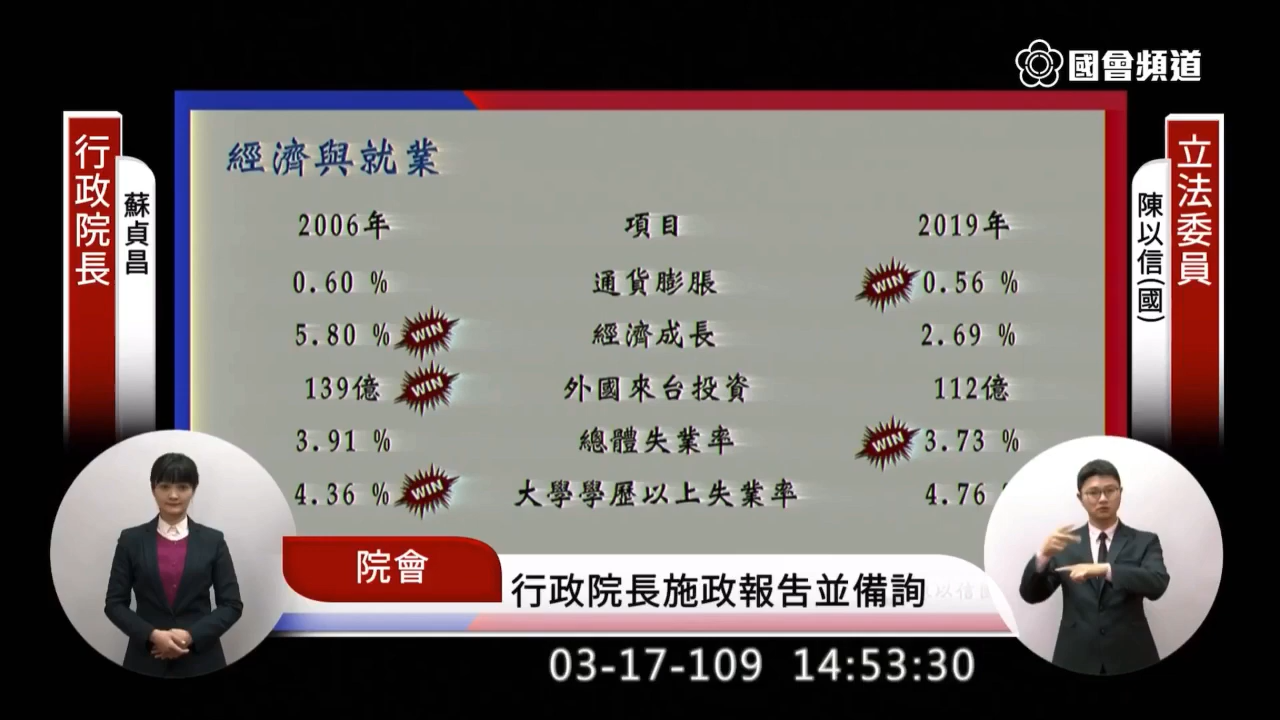 國會頻道
行政院長
蘇貞昌
立法委員
陳以信(國)
經濟與就業
2006年 項目 2019年
0.60 % 通貨膨脹 WIN 0.56 %
5.80 % WIN 經濟成長 2.69 %
139億 WIN 外國來台投資 112億
3.91 % 總體失業率 WIN 3.73 %
4.36 % WIN 大學學歷以上失業率 4.76
院會
行政院長施政報告並備詢
03-17-109 14:53:30